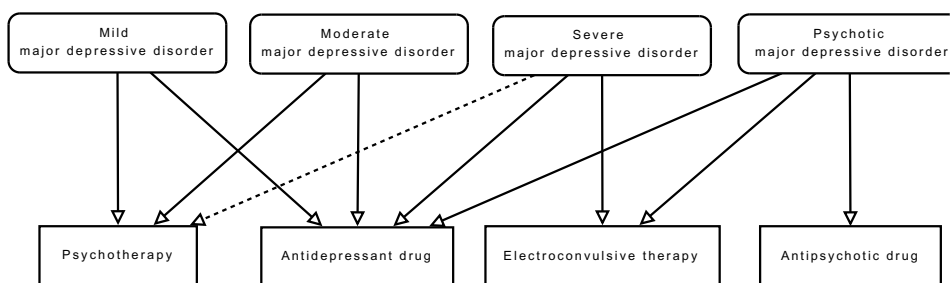 Mild
major depressive disorder
Moderate
major depressive disorder
Severe
major depressive disorder
Psychotic
major depressive disorder
Psychotherapy
Antidepressant drug
Electroconvulsive therapy
Antipsychotic drug